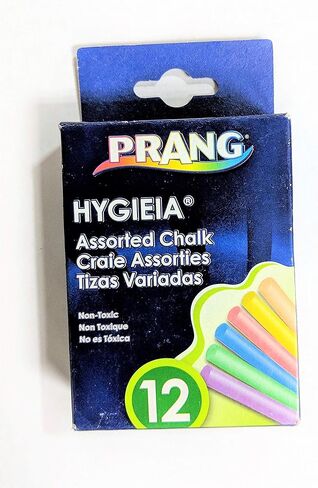 PRANG®
HYGIEIA®
Assorted Chalk
Craie Assorties
Tizas Variadas
Non-Toxic
Non Toxique
No es Tóxica
12